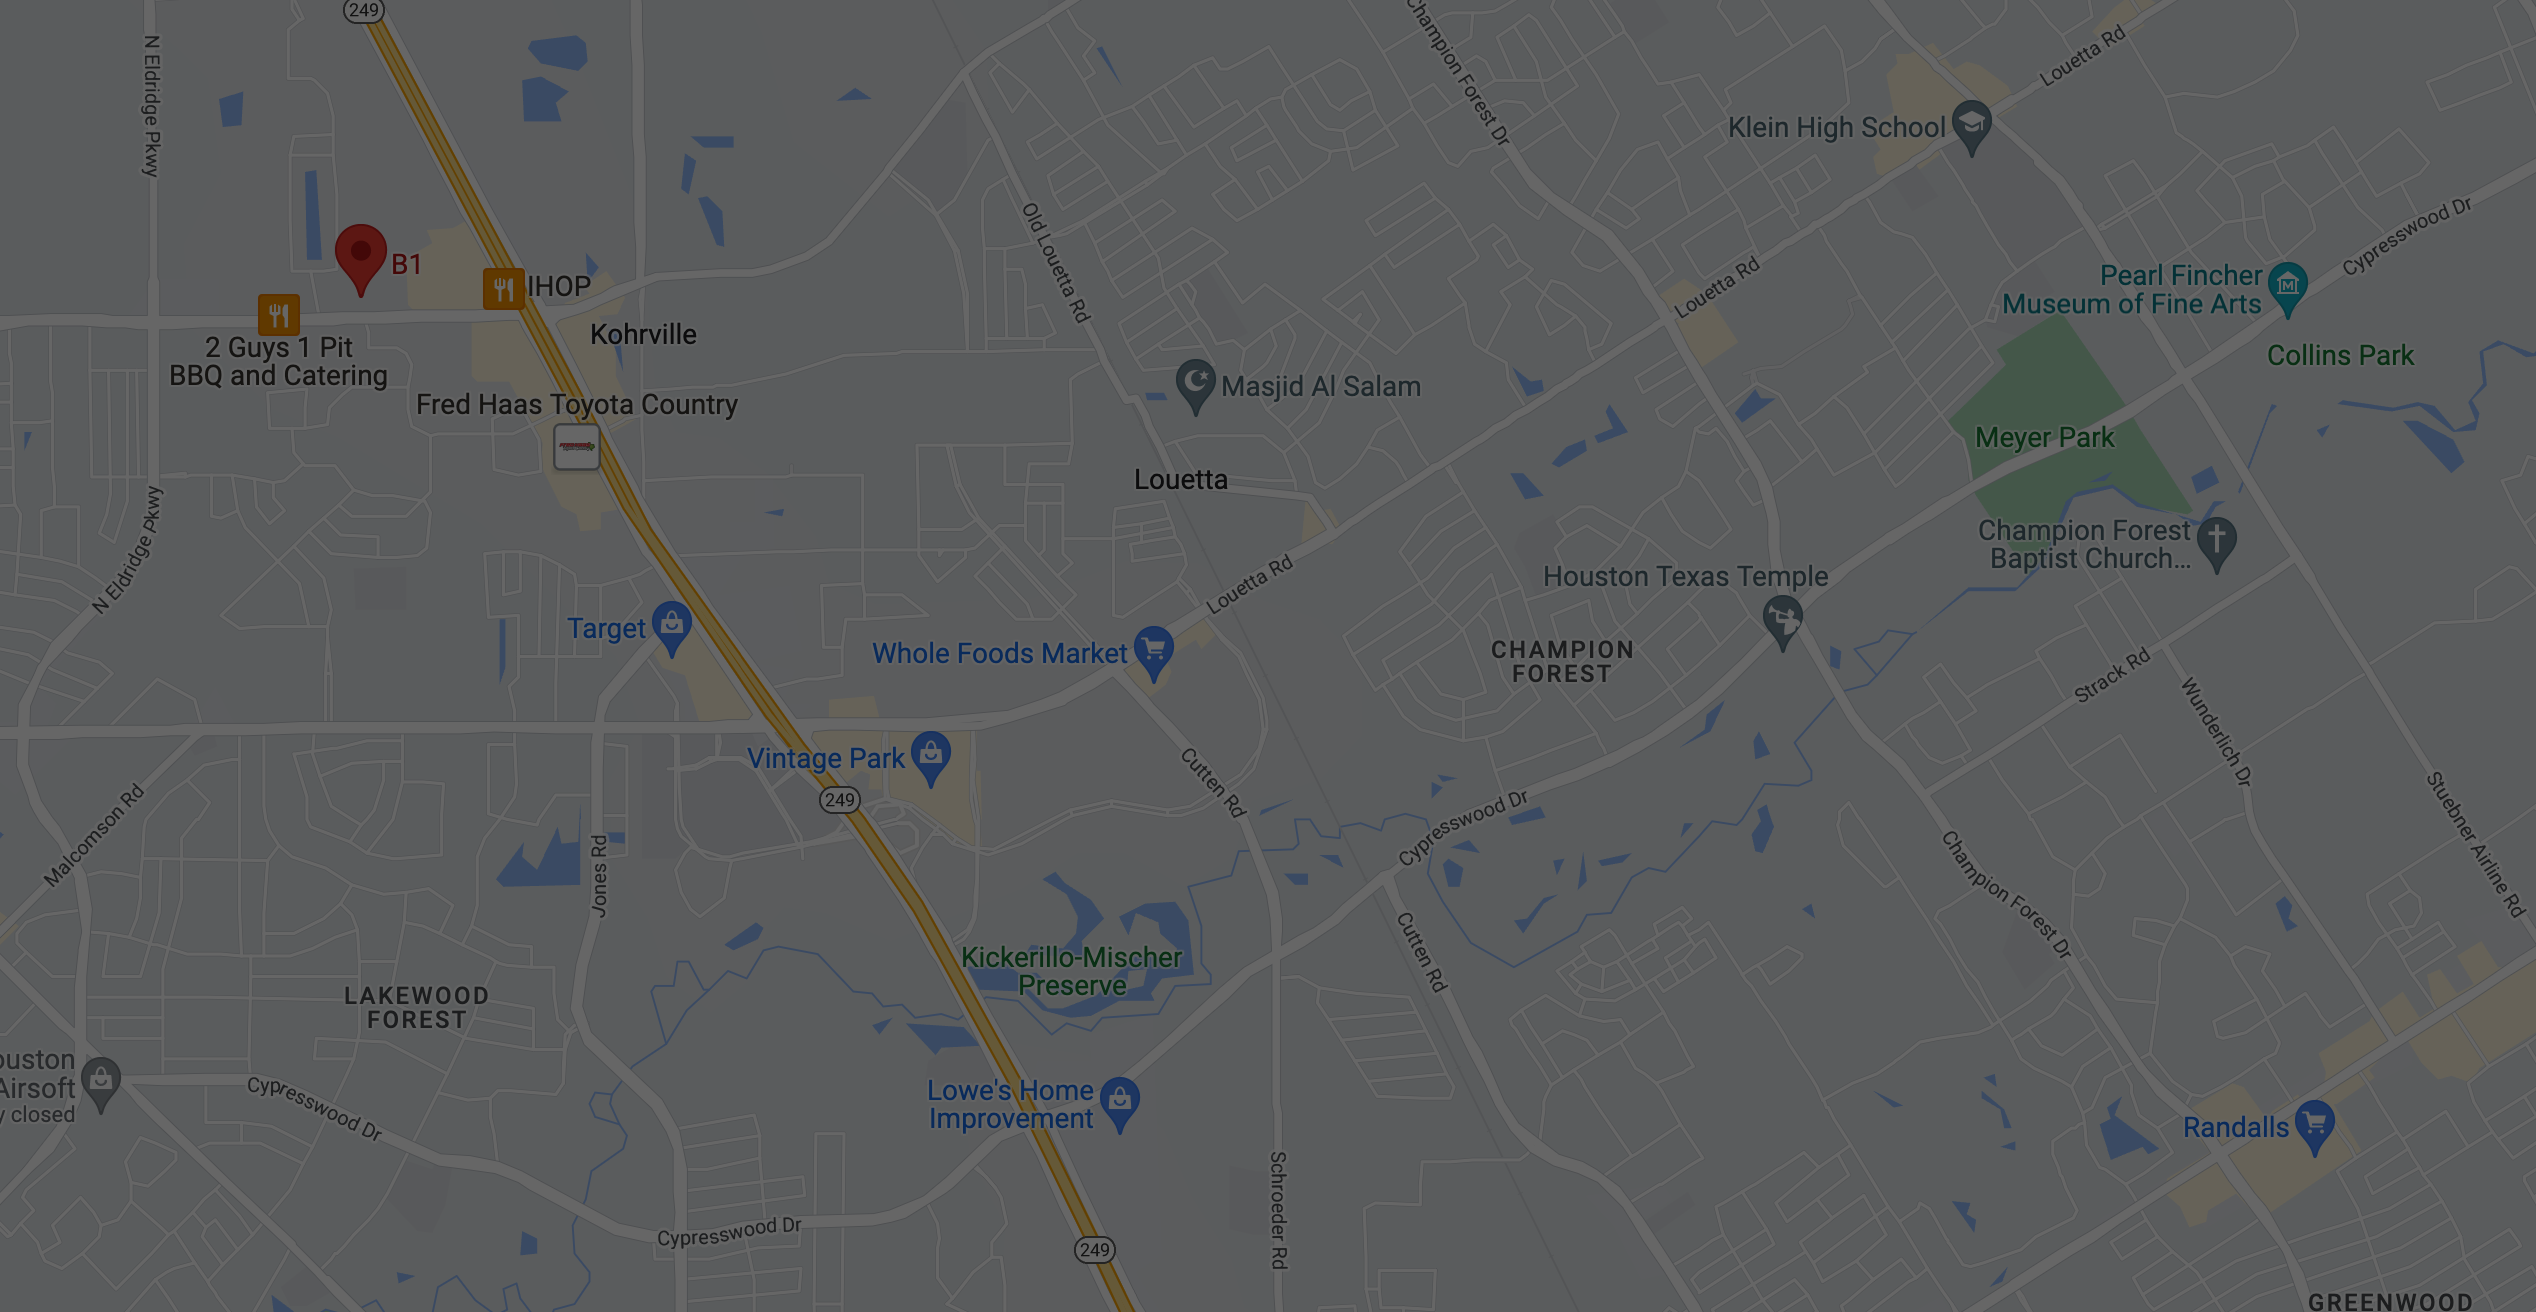 249
N Eldridge Pkwy
Champion Forest Dr
Louetta Rd
Klein High School
Old Louetta Rd
Cypresswood Dr
B1
IHOP
Louetta Rd
Pearl Fincher
Museum of Fine Arts
2 Guys 1 Pit
BBQ and Catering
Kohrville
Collins Park
Masjid Al Salam
Fred Haas Toyota Country
Meyer Park
Louetta
N Eldridge Pkwy
Champion Forest
Baptist Church...
Louetta Rd
Houston Texas Temple
Target
Whole Foods Market
CHAMPION
FOREST
Strack Rd
Wunderlich Dr
Vintage Park
249
Cutten Rd
Malcomson Rd
Jones Rd
Cypresswood Dr
Stuebner Airline Rd
Champion Forest Dr
Cutten Rd
Kickerillo-Mischer
Preserve
LAKEWOOD
FOREST
ouston
Airsoft
y closed
Cypresswood Dr
Lowe's Home
Improvement
Randalls
Schroeder Rd
Cypresswood Dr
249
GREENWOOD